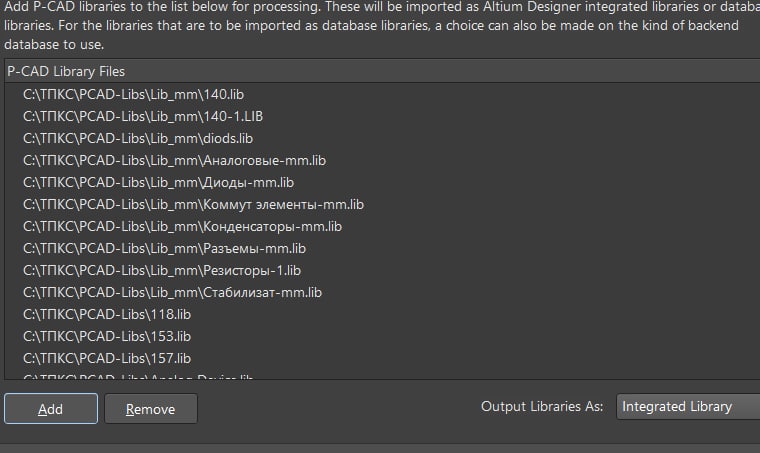 Add P-CAD libraries to the list below for processing. These will be imported as Altium Designer integrated libraries or databa
libraries. For the libraries that are to be imported as database libraries, a choice can also be made on the kind of backend
database to use.
P-CAD Library Files
C:\ТПКС\PCAD-Libs\Lib_mm\140.lib
C:\ТПКС\PCAD-Libs\Lib_mm\140-1.LIB
C:\ТПКС\PCAD-Libs\Lib_mm\diods.lib
C:\ТПКС\PCAD-Libs\Lib_mm\Аналоговые-mm.lib
C:\ТПКС\PCAD-Libs\Lib_mm\Диоды-mm.lib
C:\ТПКС\PCAD-Libs\Lib_mm\Коммут элементы-mm.lib
C:\ТПКС\PCAD-Libs\Lib_mm\Конденсаторы-mm.lib
C:\ТПКС\PCAD-Libs\Lib_mm\Разъемы-mm.lib
C:\ТПКС\PCAD-Libs\Lib_mm\Резисторы-1.lib
C:\ТПКС\PCAD-Libs\Lib_mm\Стабилизат-mm.lib
C:\ТПКС\PCAD-Libs\118.lib
C:\ТПКС\PCAD-Libs\153.lib
C:\ТПКС\PCAD-Libs\157.lib
Add Remove Output Libraries As: Integrated Library